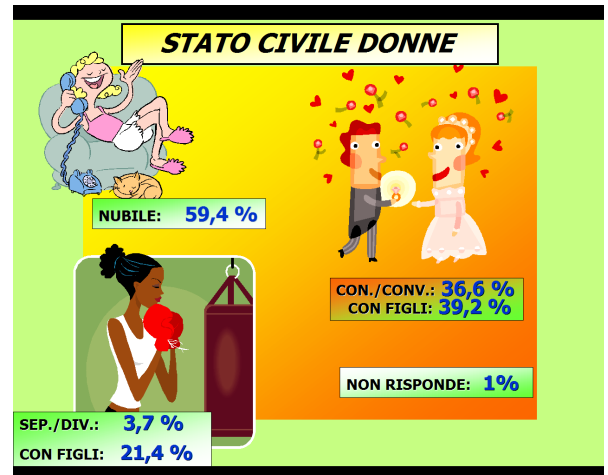 STATO CIVILE DONNE
NUBILE: 59,4 %
CON./CONV.: 36,6 %
CON FIGLI: 39,2 %
NON RISPONDE: 1%
SEP./DIV.: 3,7 %
CON FIGLI: 21,4 %